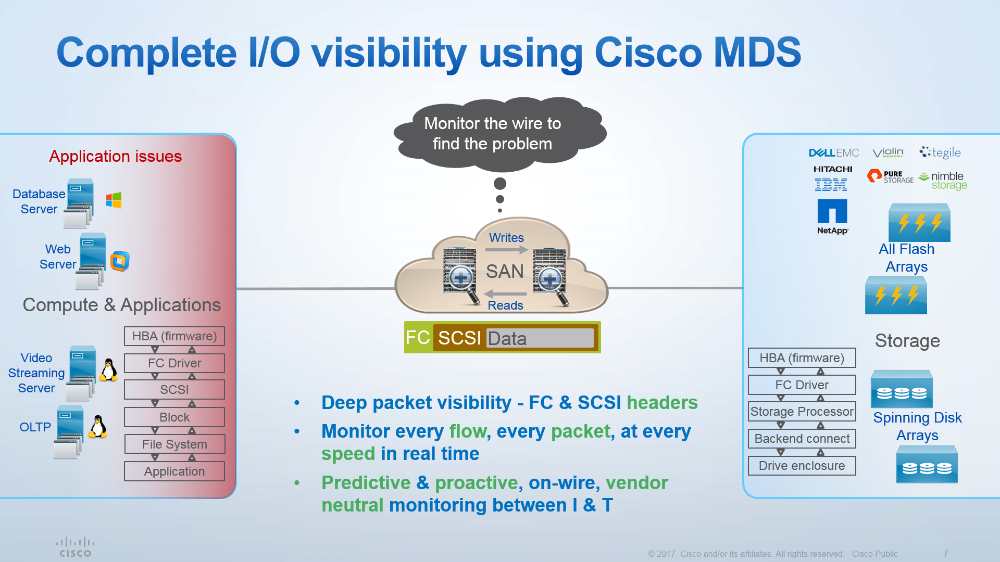 Complete I/O visibility using Cisco MDS
Monitor the wire to
find the problem
Application issues
Database
Server
Web
Server
Compute & Applications
Video
Streaming
Server
OLTP
HBA (firmware)
FC Driver
SCSI
Block
File System
Application
Writes
SAN
Reads
FC SCSI Data
• Deep packet visibility - FC & SCSI headers
• Monitor every flow, every packet, at every
speed in real time
• Predictive & proactive, on-wire, vendor
neutral monitoring between I & T
DELLEMC
Violin
MEMORY
tegile
HITACHI
IBM
PURE
STORAGE
nimble
storage
NetApp
All Flash
Arrays
Storage
HBA (firmware)
FC Driver
Storage Processor
Backend connect
Drive enclosure
Spinning Disk
Arrays
CISCO
© 2017 Cisco and/or its affiliates. All rights reserved. Cisco Public
7